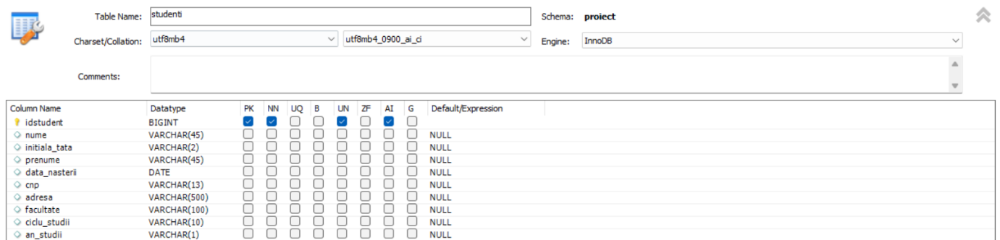 Table Name: studenti Schema: proiect
Charset/Collation: utf8mb4 utf8mb4_0900_ai_ci Engine: InnoDB
Comments:
Column Name Datatype PK NN UQ B UN ZF AI G Default/Expression
idstudent BIGINT
nume VARCHAR(45) NULL
initiala_tata VARCHAR(2) NULL
prenume VARCHAR(45) NULL
data_nasterii DATE NULL
cnp VARCHAR(13) NULL
adresa VARCHAR(500) NULL
facultate VARCHAR(100) NULL
ciclu_studii VARCHAR(10) NULL
an_studii VARCHAR(1) NULL